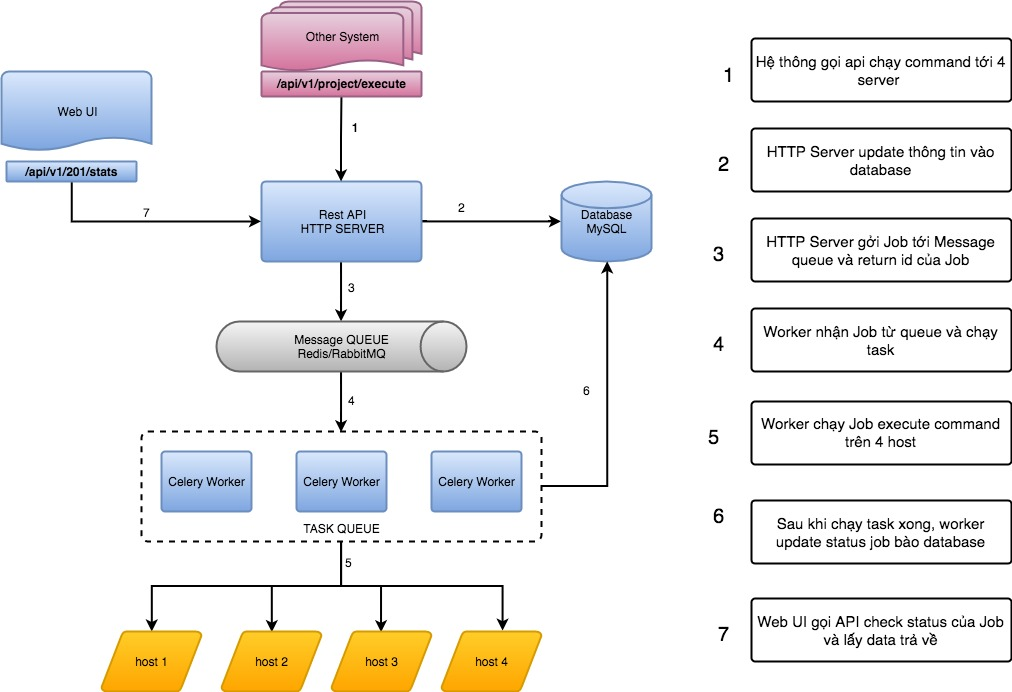 Other System
/api/v1/project/execute
Web UI
/api/v1/201/stats
1
7
Rest API
HTTP SERVER
2
Database
MySQL
3
Message QUEUE
Redis/RabbitMQ
4
6
Celery Worker
Celery Worker
Celery Worker
TASK QUEUE
5
host 1
host 2
host 3
host 4
1
Hệ thông gọi api chạy command tới 4
server
2
HTTP Server update thông tin vào
database
3
HTTP Server gởi Job tới Message
queue và return id của Job
4
Worker nhận Job từ queue và chạy
task
5
Worker chạy Job execute command
trên 4 host
6
Sau khi chạy task xong, worker
update status job bào database
7
Web UI gọi API check status của Job
và lấy data trả về